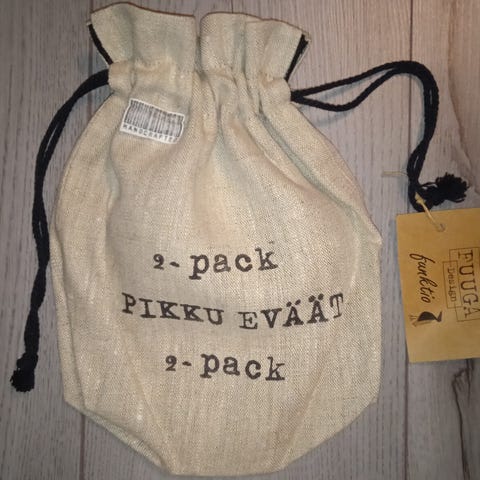 HANDCRAFTED
2-pack
PIKKU EVÄÄT
2-pack
FUUGA
Design
funktio